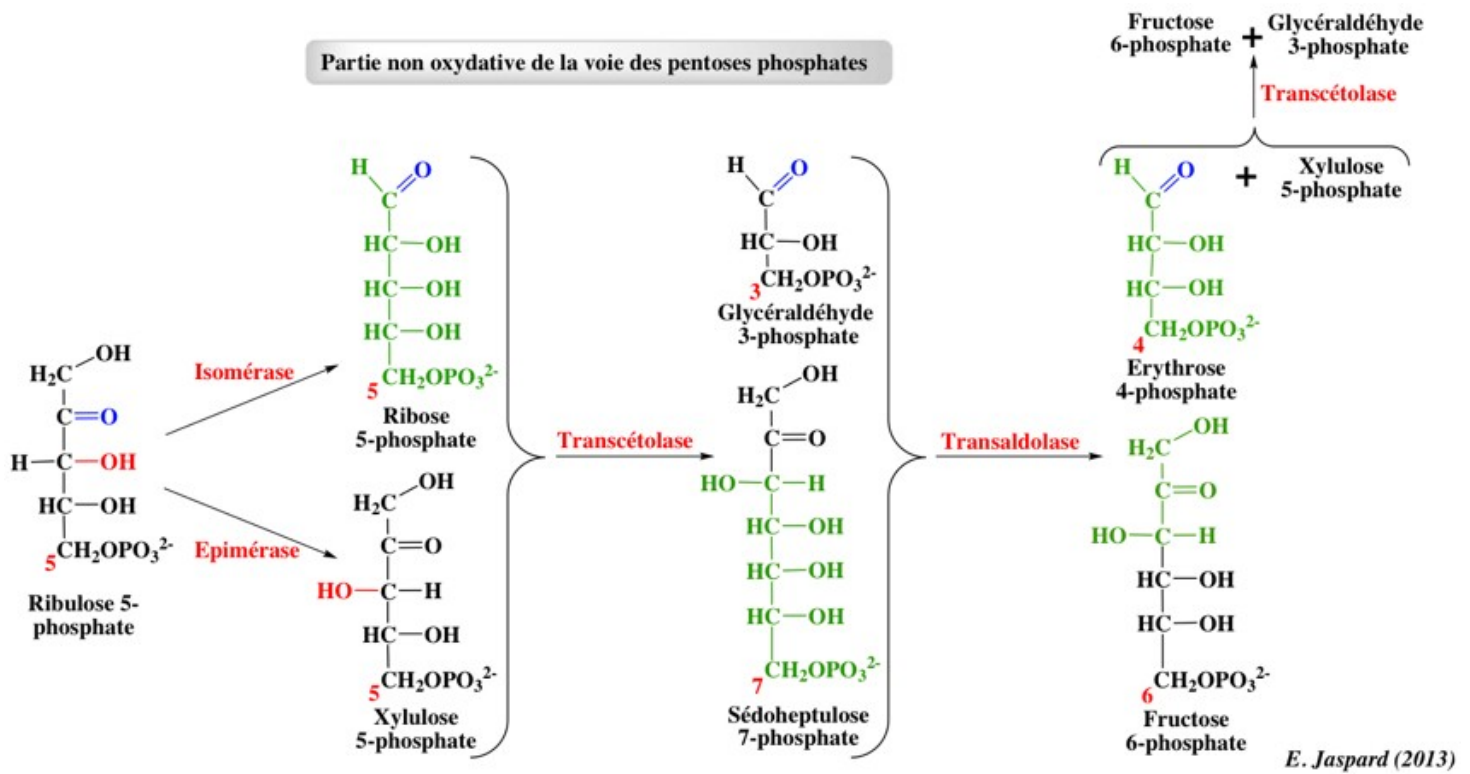 Partie non oxydative de la voie des pentoses phosphates
Fructose
6-phosphate
+
Glycéraldéhyde
3-phosphate
Transcétolase
H
O
C
HC—OH
HC—OH
4
CH2OPO3 2-
Erythrose
4-phosphate
+
Xylulose
5-phosphate
OH
H2C
C=O
H—C—OH
HC—OH
5
CH2OPO3 2-
Ribulose 5-
phosphate
Isomérase
Epimérase
H
O
C
HC—OH
HC—OH
HC—OH
5
CH2OPO3 2-
Ribose
5-phosphate
OH
H2C
C=O
HO—C—H
HC—OH
5
CH2OPO3 2-
Xylulose
5-phosphate
Transcétolase
H
O
C
HC—OH
3
CH2OPO3 2-
Glycéraldéhyde
3-phosphate
OH
H2C
C=O
HO—C—H
HC—OH
HC—OH
HC—OH
7
CH2OPO3 2-
Sédoheptulose
7-phosphate
Transaldolase
OH
H2C
C=O
HO—C—H
HC—OH
HC—OH
6
CH2OPO3 2-
Fructose
6-phosphate
E. Jaspard (2013)